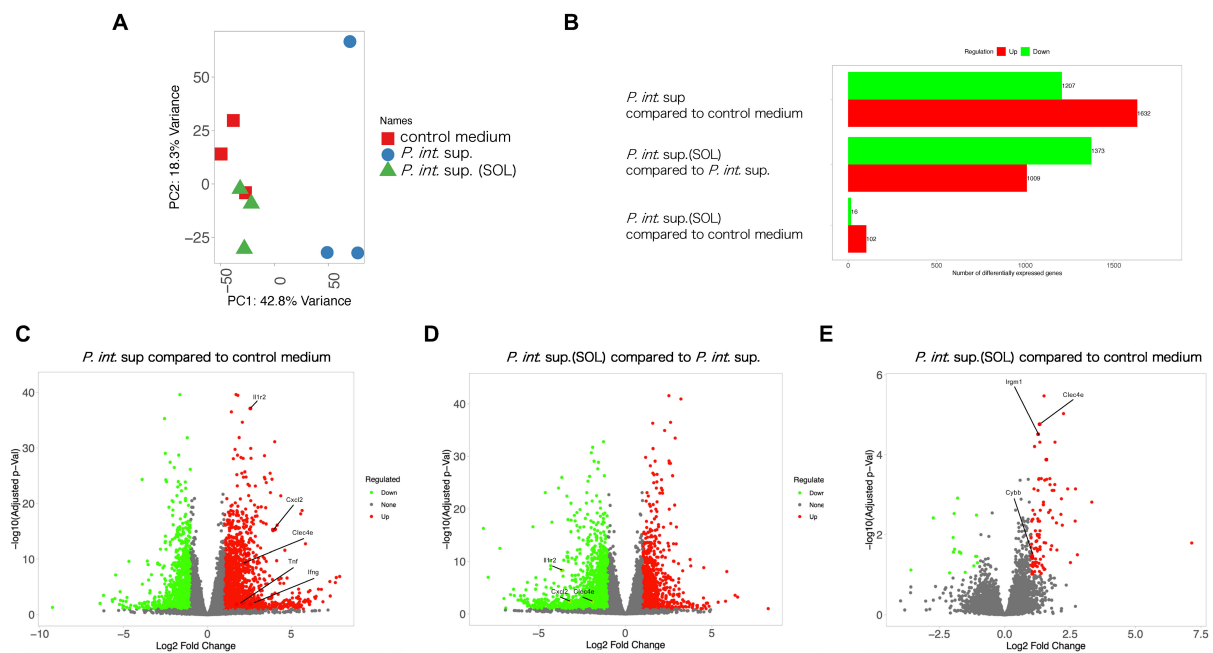 A
PC2: 18.3% Variance
50
25
0
−25
−50
0
50
PC1: 42.8% Variance
Names
control medium
P. int. sup.
P. int. sup. (SOL)
B
Regulation Up Down
P. int. sup
compared to control medium
P. int. sup.(SOL)
compared to P. int. sup.
P. int. sup.(SOL)
compared to control medium
1207
1632
1373
1009
16
102
0 500 1000 1500
Number of differentially expressed genes
C
P. int. sup compared to control medium
−log10(Adjusted p−Val)
40
30
20
10
0
Il1r2
Cxcl2
Clec4e
Tnf
Ifng
−10 −5 0 5
Log2 Fold Change
Regulated
Down
None
Up
D
P. int. sup.(SOL) compared to P. int. sup.
−log10(Adjusted p−Val)
40
30
20
10
0
Il1r2
Cxcl2 Clec4e
−5 0 5
Log2 Fold Change
Regulate
Dowr
None
Up
E
P. int. sup.(SOL) compared to control medium
−log10(Adjusted p−Val)
6
4
2
0
Irgm1
Clec4e
Cybb
−2.5 0.0 2.5 5.0 7.5
Log2 Fold Change